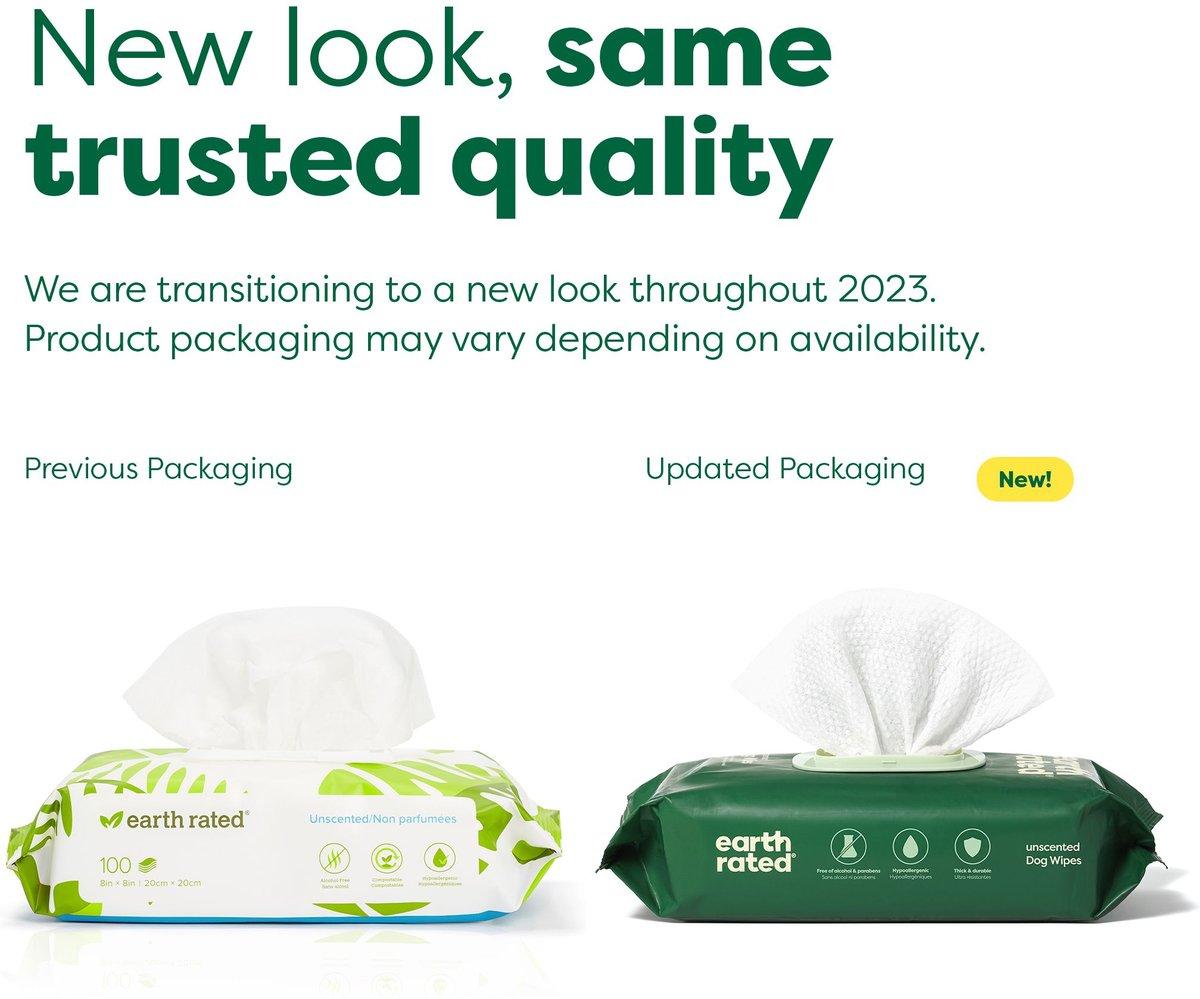 New look, same
trusted quality
We are transitioning to a new look throughout 2023.
Product packaging may vary depending on availability.
Previous Packaging
Updated Packaging
New!
earth rated®
Unscented/Non parfumées
100
8in × 8in | 20cm × 20cm
Alcohol-Free
Sans alcool
Compostable
Compostables
Hypoallergenic
Hypoallergéniques
earth
rated®
Free of alcohol & parabens
Sans alcool ni parabens
Hypoallergenic
Hypoallergéniques
Thick & durable
Ultra résistantes
unscented
Dog Wipes